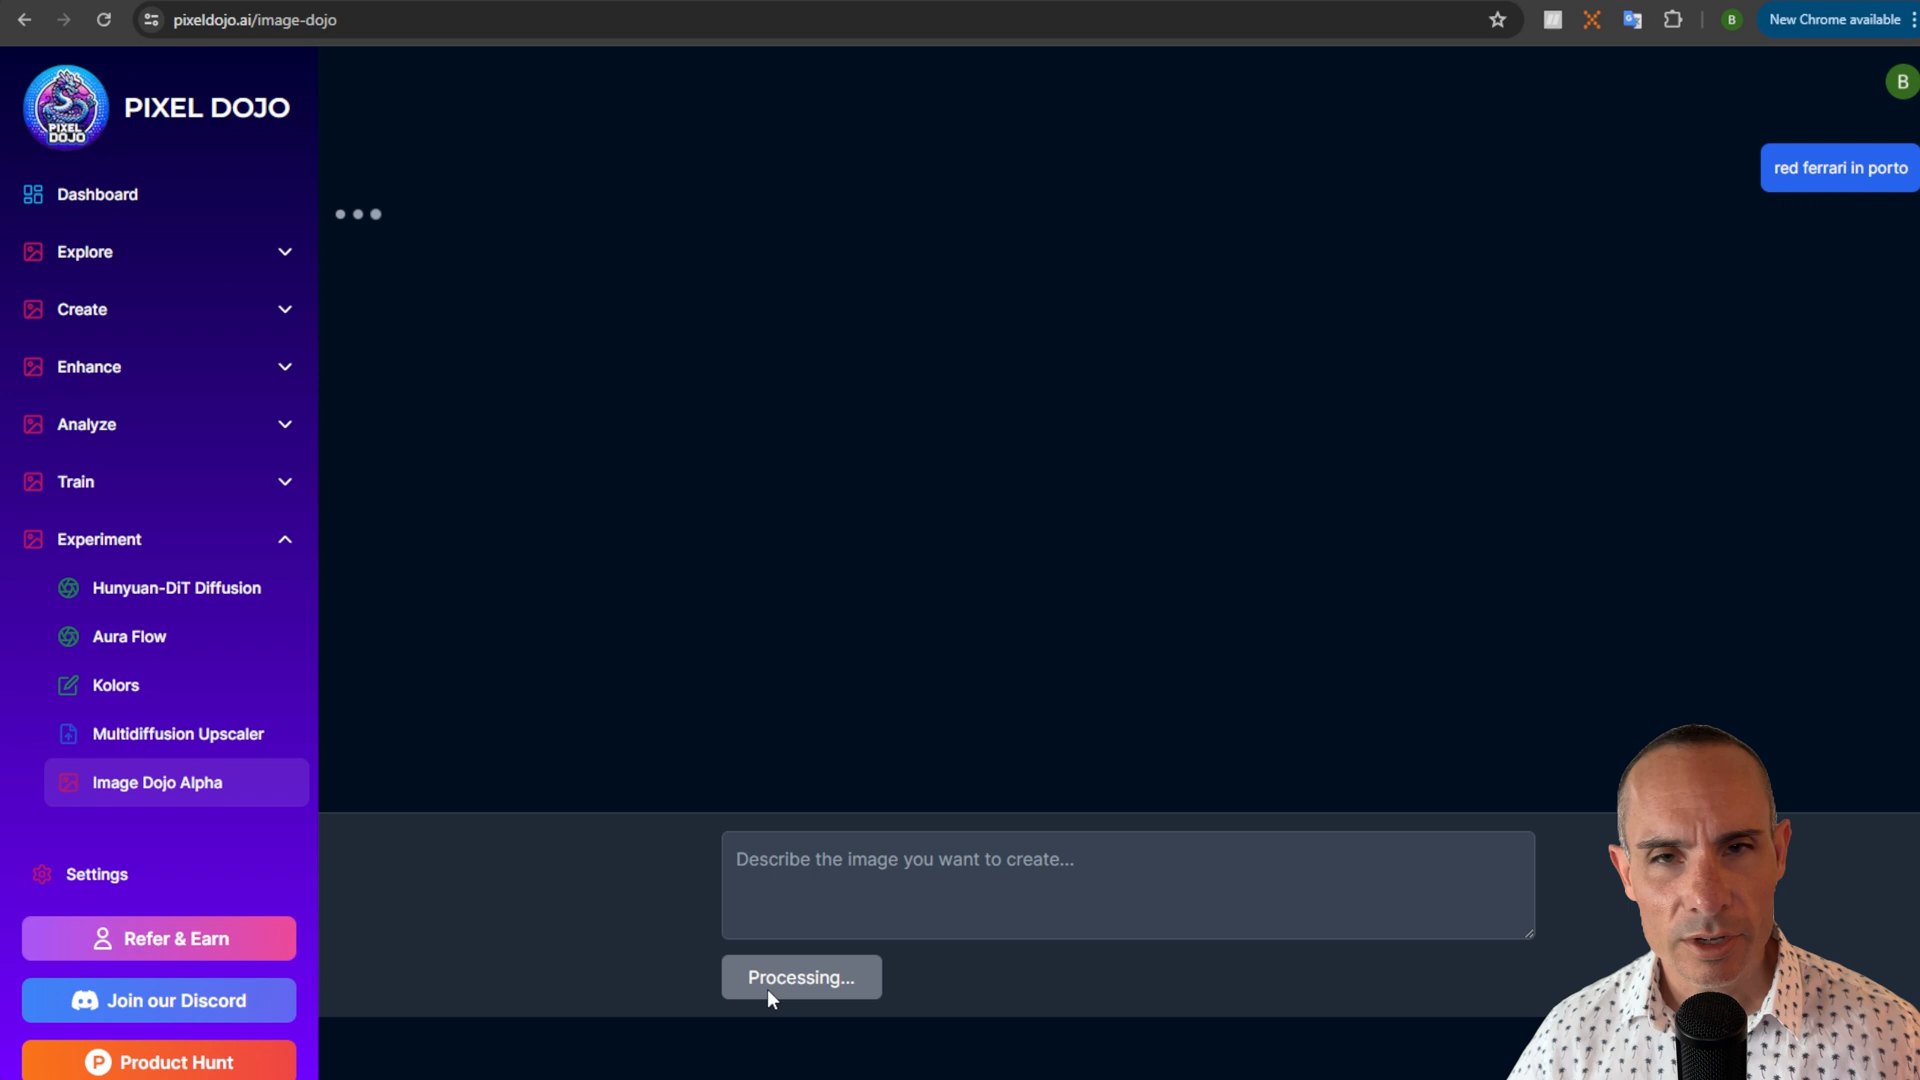 pixeldojo.ai/image-dojo
New Chrome available
B
PIXEL DOJO
PIXEL
DOJO
B
red ferrari in porto
Dashboard
Explore
Create
Enhance
Analyze
Train
Experiment
Hunyuan-DiT Diffusion
Aura Flow
Kolors
Multidiffusion Upscaler
Image Dojo Alpha
Settings
Refer & Earn
Join our Discord
P Product Hunt
Describe the image you want to create...
Processing...